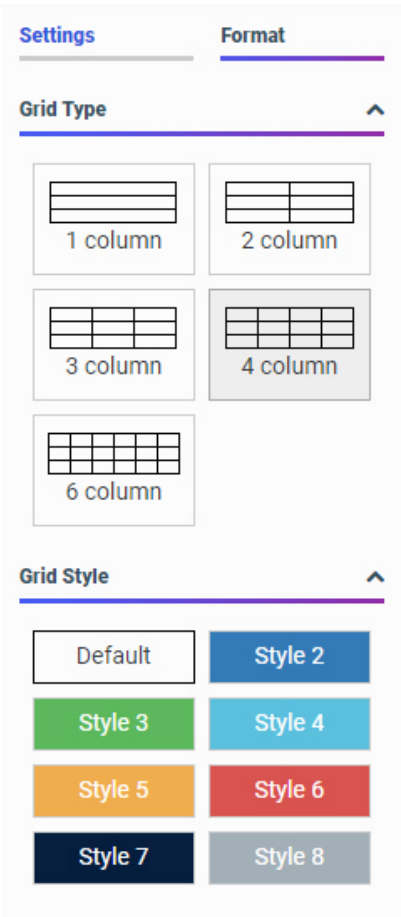 Settings Format
Grid Type
1 column 2 column
3 column 4 column
6 column
Grid Style
Default Style 2
Style 3 Style 4
Style 5 Style 6
Style 7 Style 8